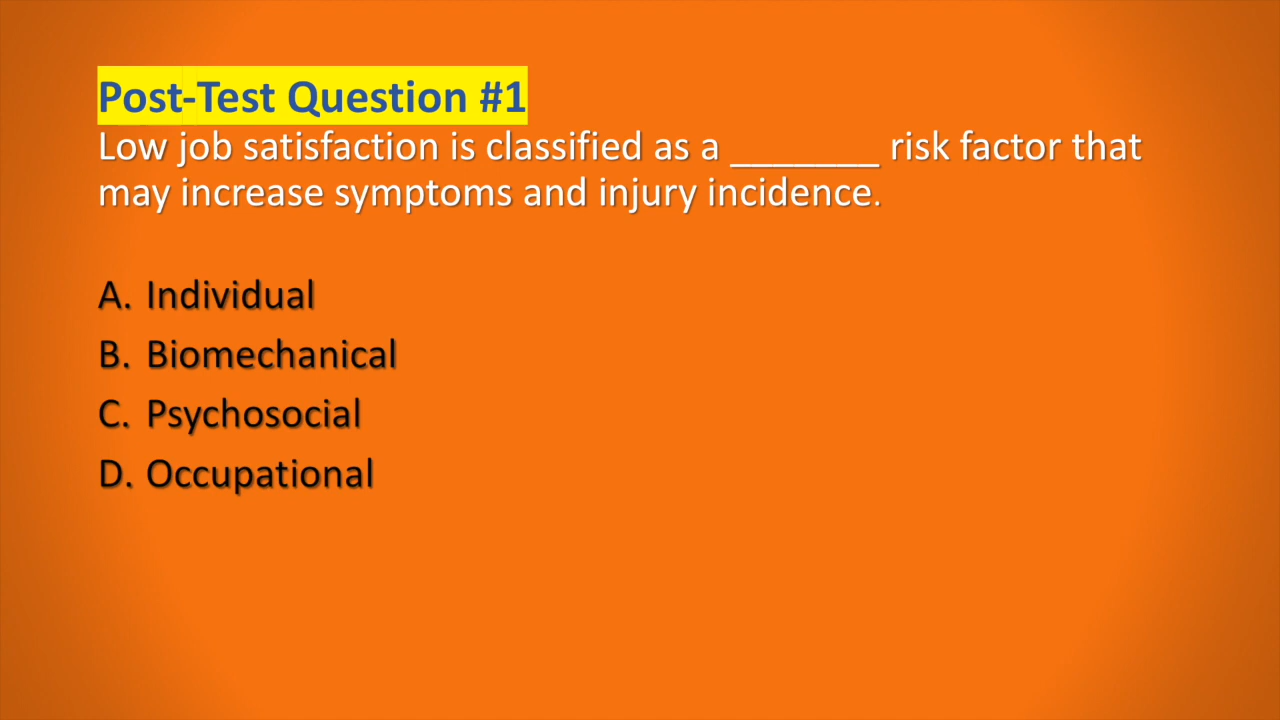 Post-Test Question #1
Low job satisfaction is classified as a _______ risk factor that
may increase symptoms and injury incidence.
A. Individual
B. Biomechanical
C. Psychosocial
D. Occupational